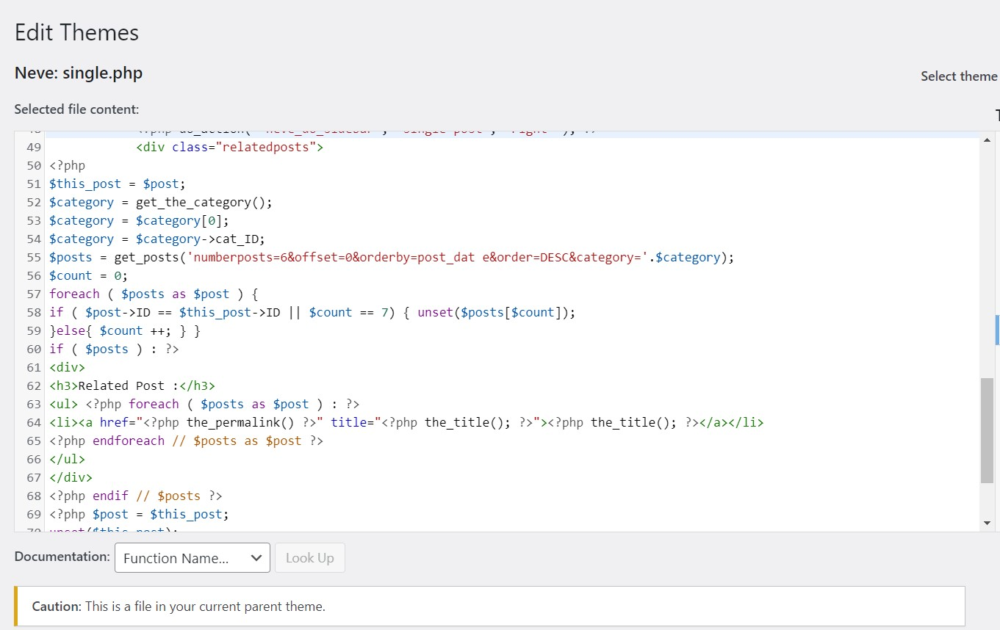 Edit Themes
Neve: single.php
Select theme
Selected file content:
49 <div class="relatedposts">
50 <?php
51 $this_post = $post;
52 $category = get_the_category();
53 $category = $category[0];
54 $category = $category->cat_ID;
55 $posts = get_posts('numberposts=6&offset=0&orderby=post_dat e&order=DESC&category='.$category);
56 $count = 0;
57 foreach ( $posts as $post ) {
58 if ( $post->ID == $this_post->ID || $count == 7) { unset($posts[$count]);
59 }else{ $count ++; } }
60 if ( $posts ) : ?>
61 <div>
62 <h3>Related Post :</h3>
63 <ul> <?php foreach ( $posts as $post ) : ?>
64 <li><a href="<?php the_permalink() ?>" title="<?php the_title(); ?>"><?php the_title(); ?></a></li>
65 <?php endforeach // $posts as $post ?>
66 </ul>
67 </div>
68 <?php endif // $posts ?>
69 <?php $post = $this_post;
Documentation: Function Name... Look Up
Caution: This is a file in your current parent theme.